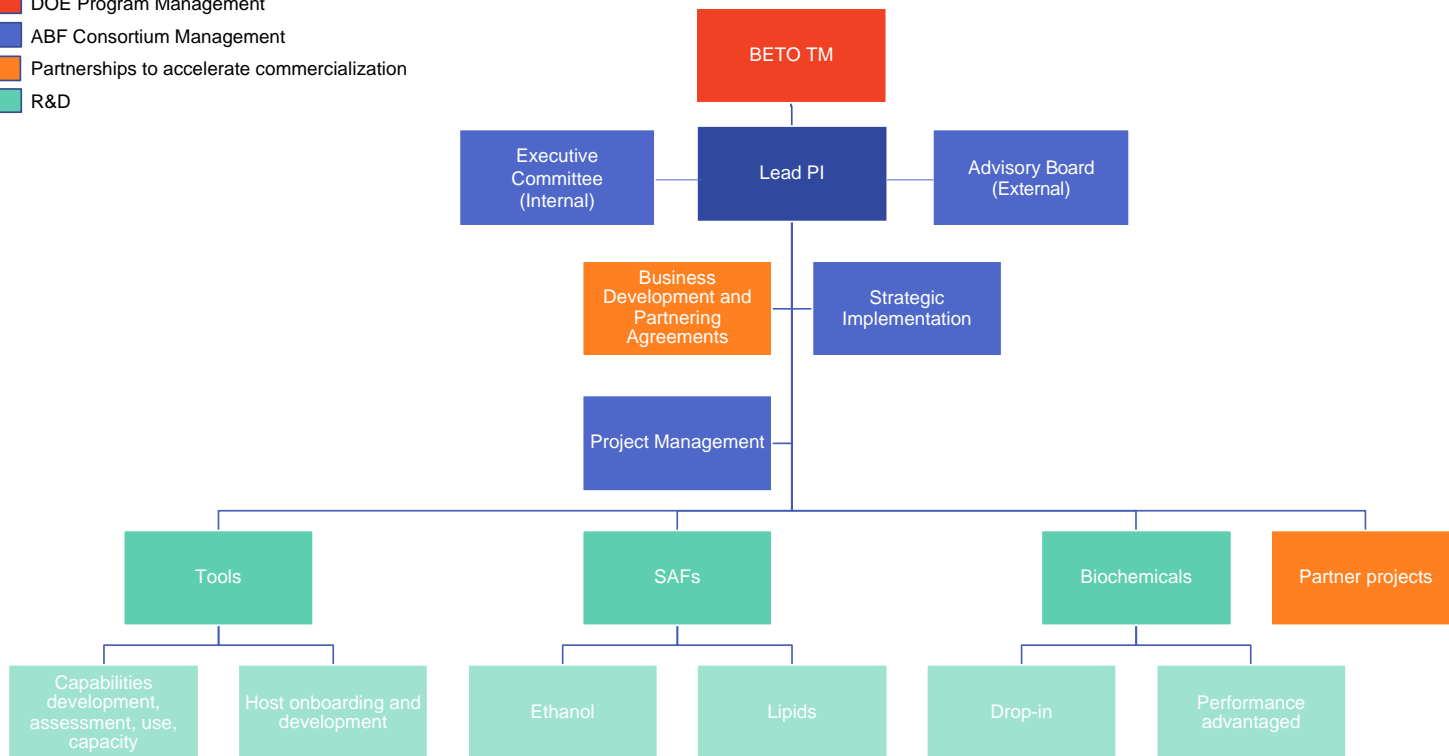 DOE Program Management
ABF Consortium Management
Partnerships to accelerate commercialization
R&D
BETO TM
Executive
Committee
(Internal)
Lead PI
Advisory Board
(External)
Business
Development and
Partnering
Agreements
Strategic
Implementation
Project Management
Tools
SAFs
Biochemicals
Partner projects
Capabilities
development,
assessment, use,
capacity
Host onboarding and
development
Ethanol
Lipids
Drop-in
Performance
advantaged